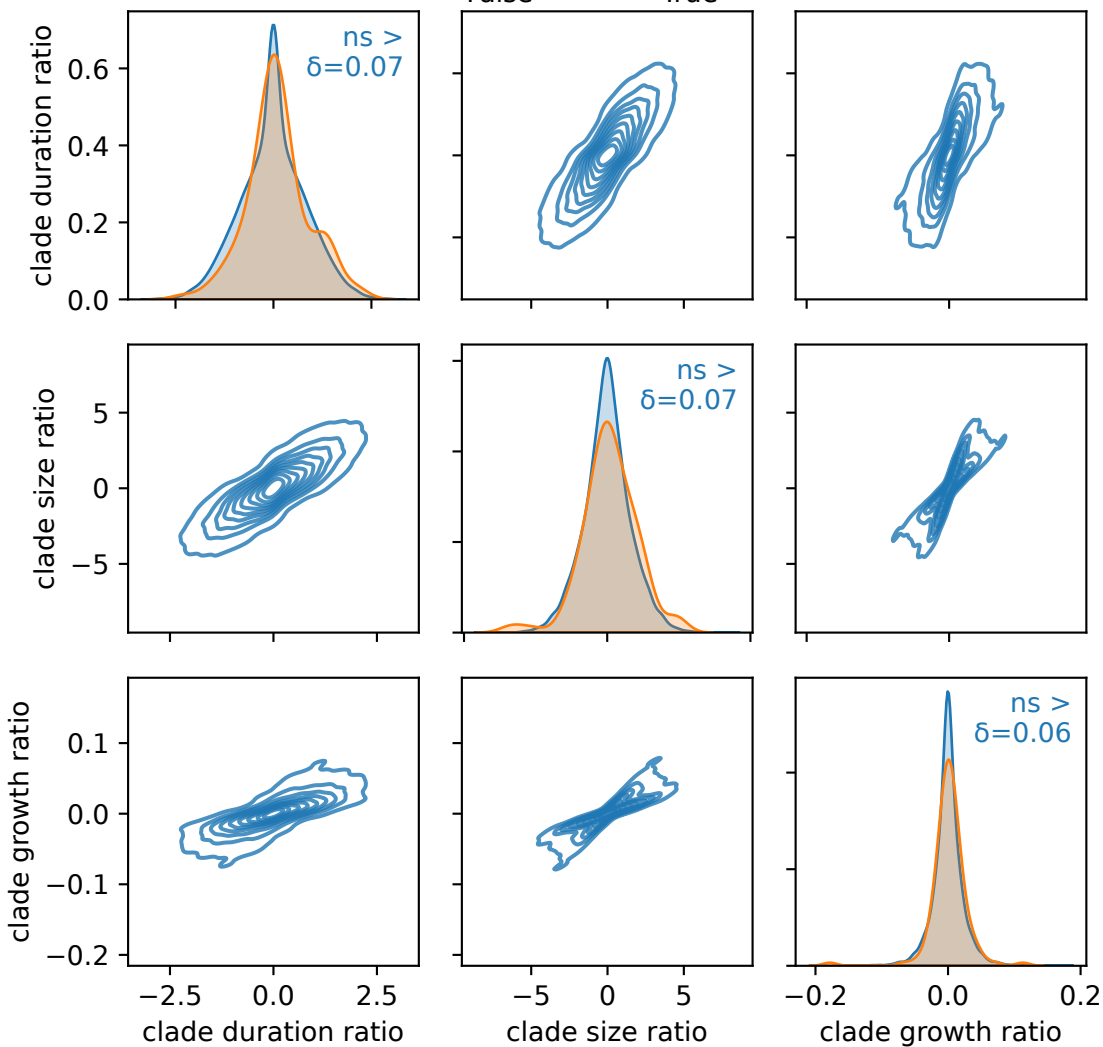 True
clade duration ratio
0.6
0.4
0.2
0.0
ns >
δ=0.07
clade size ratio
5
0
−5
ns >
δ=0.07
clade growth ratio
0.1
0.0
−0.1
−0.2
ns >
δ=0.06
−2.5 0.0 2.5
−5 0 5
−0.2 0.0 0.2
clade duration ratio
clade size ratio
clade growth ratio